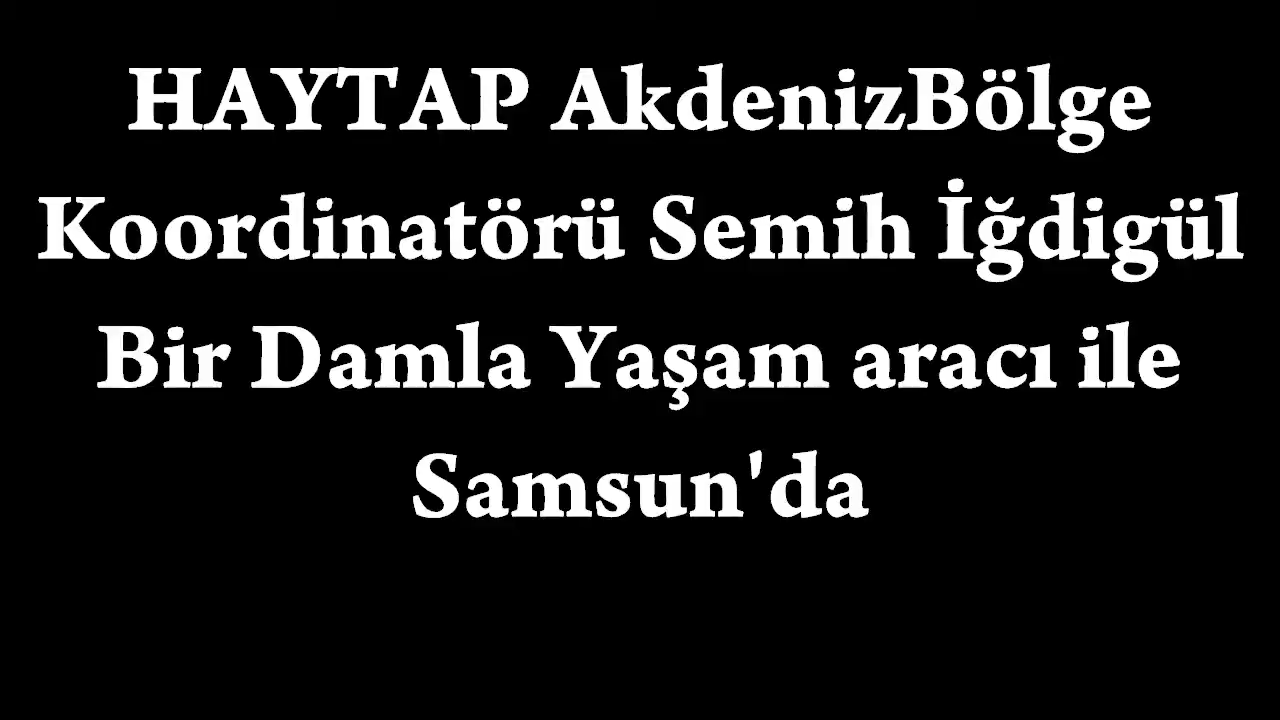 HAYTAP AkdenizBölge
Koordinatörü Semih İğdigül
Bir Damla Yaşam aracı ile
Samsun'da